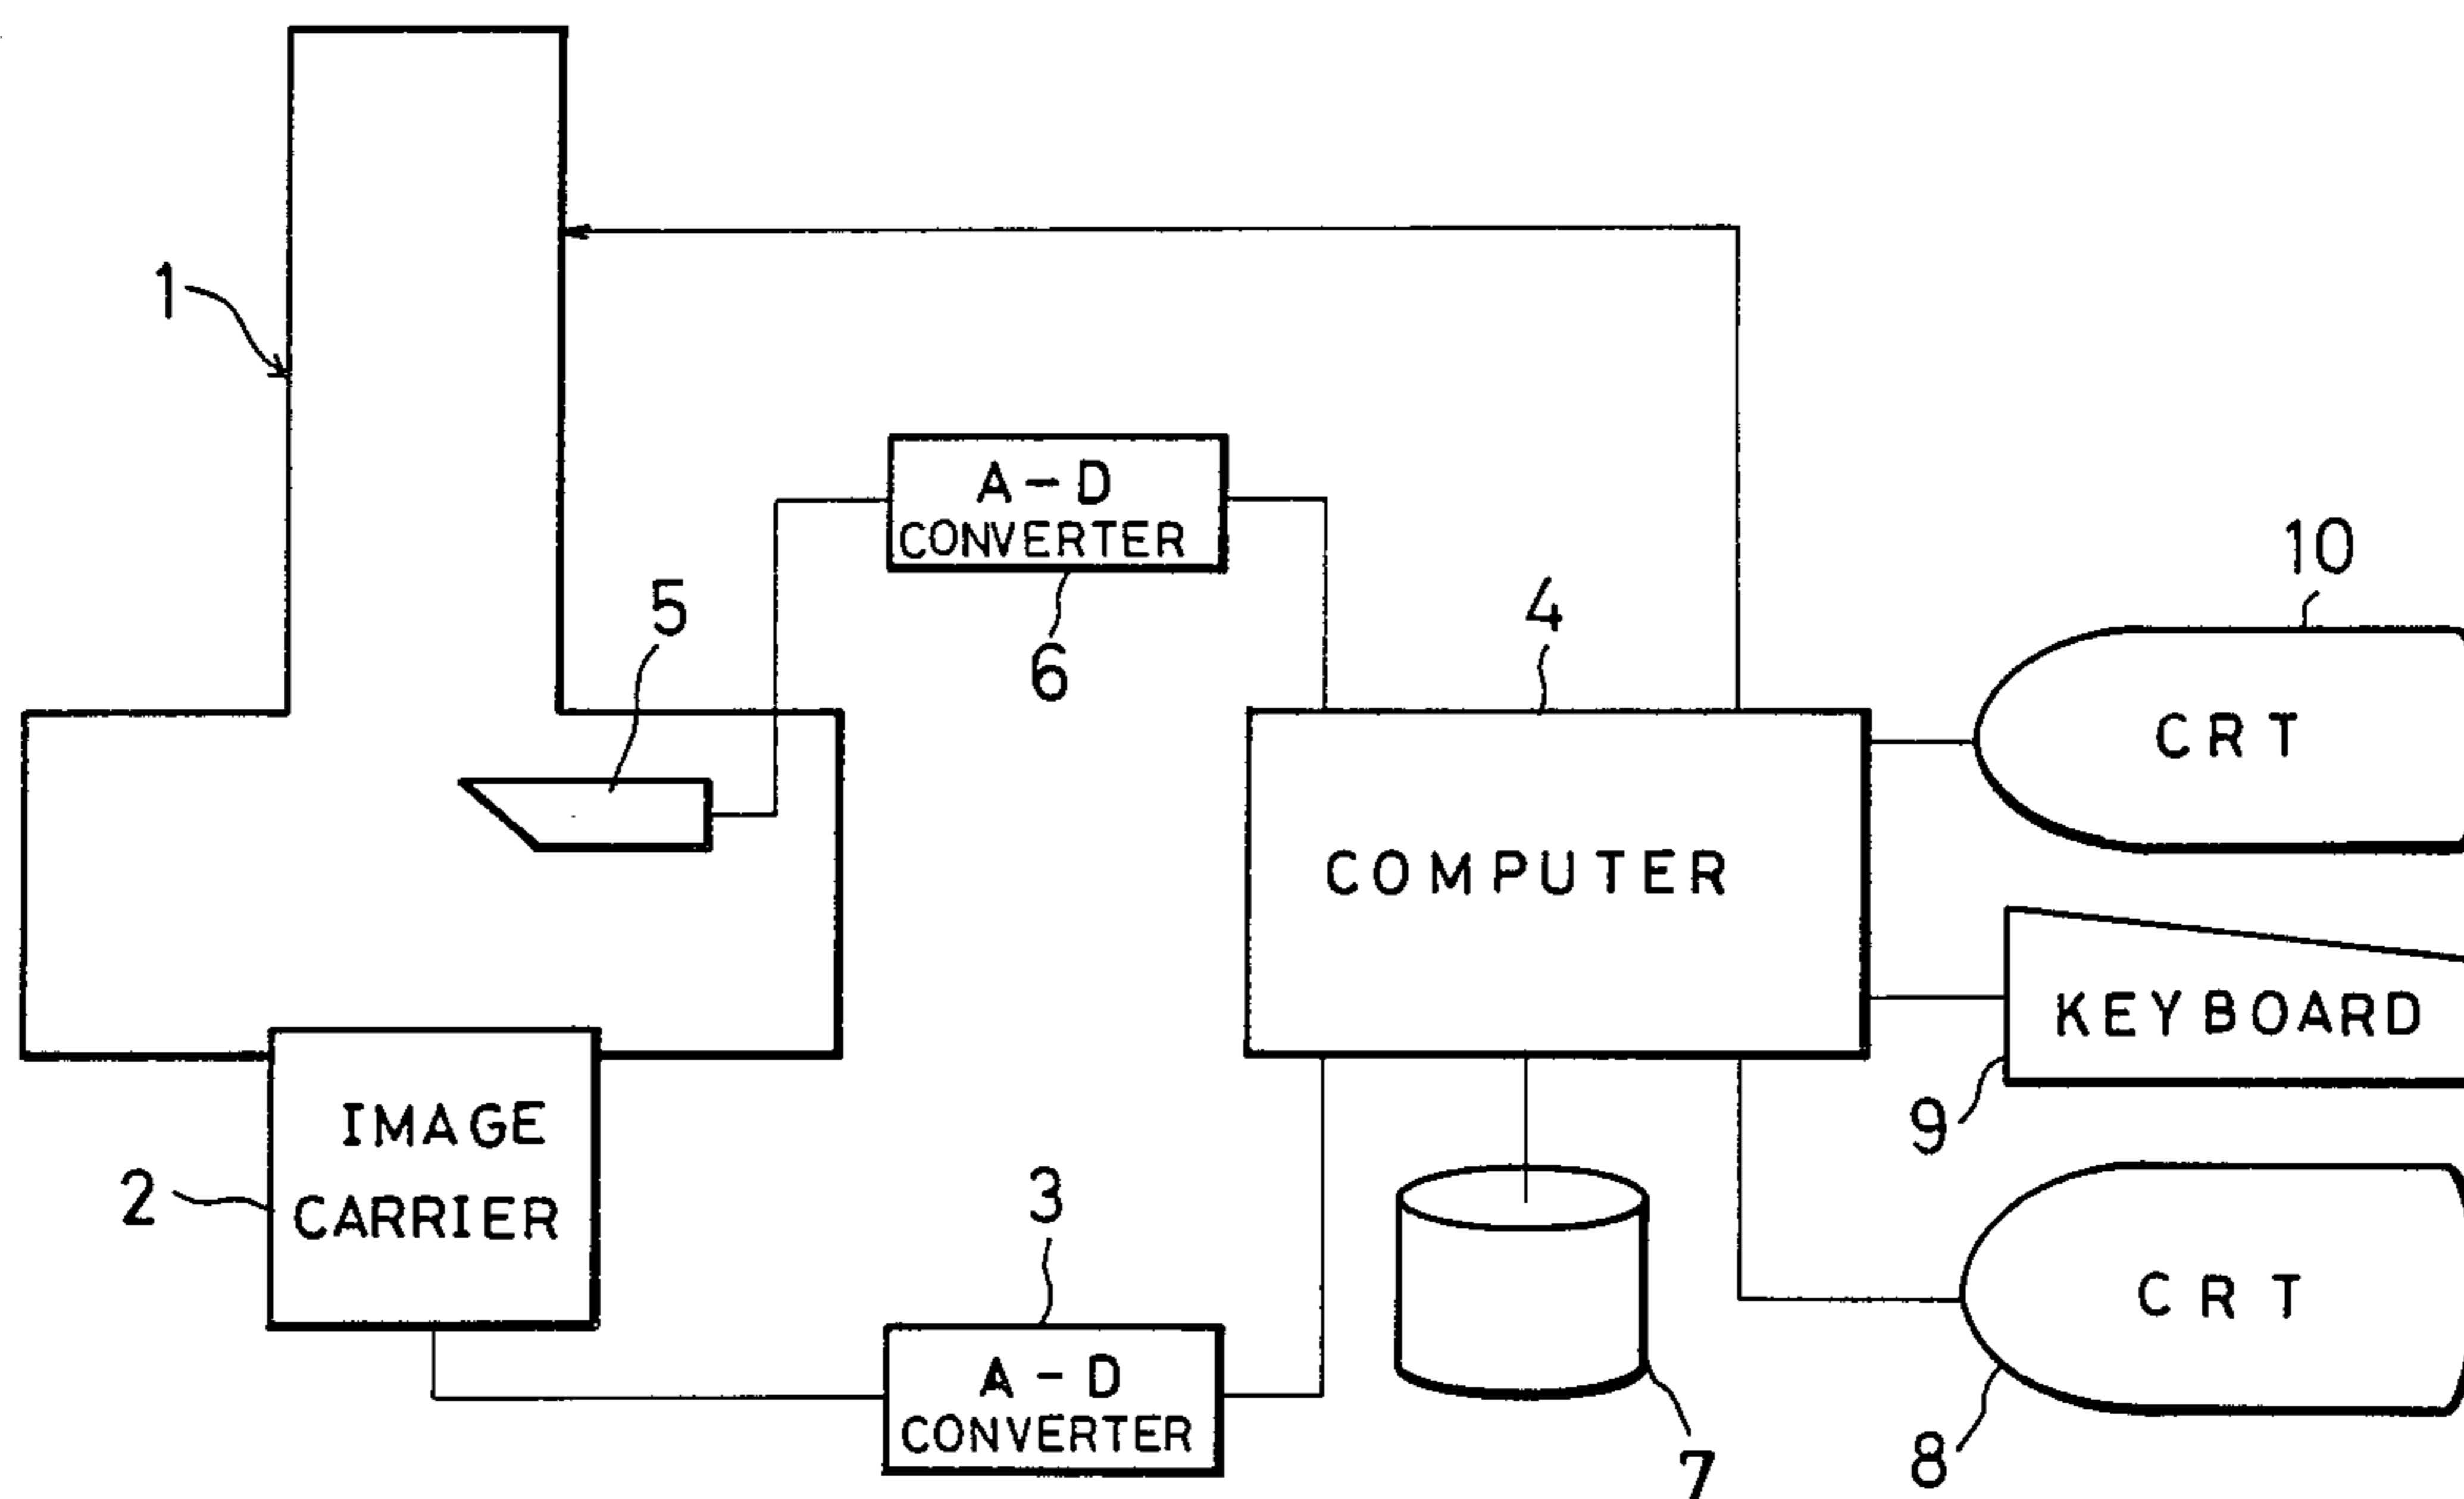 1
A-D
CONVERTER
6
5
4
10
CRT
COMPUTER
KEYBOARD
9
IMAGE
CARRIER
2
3
A-D
CONVERTER
7
CRT
8